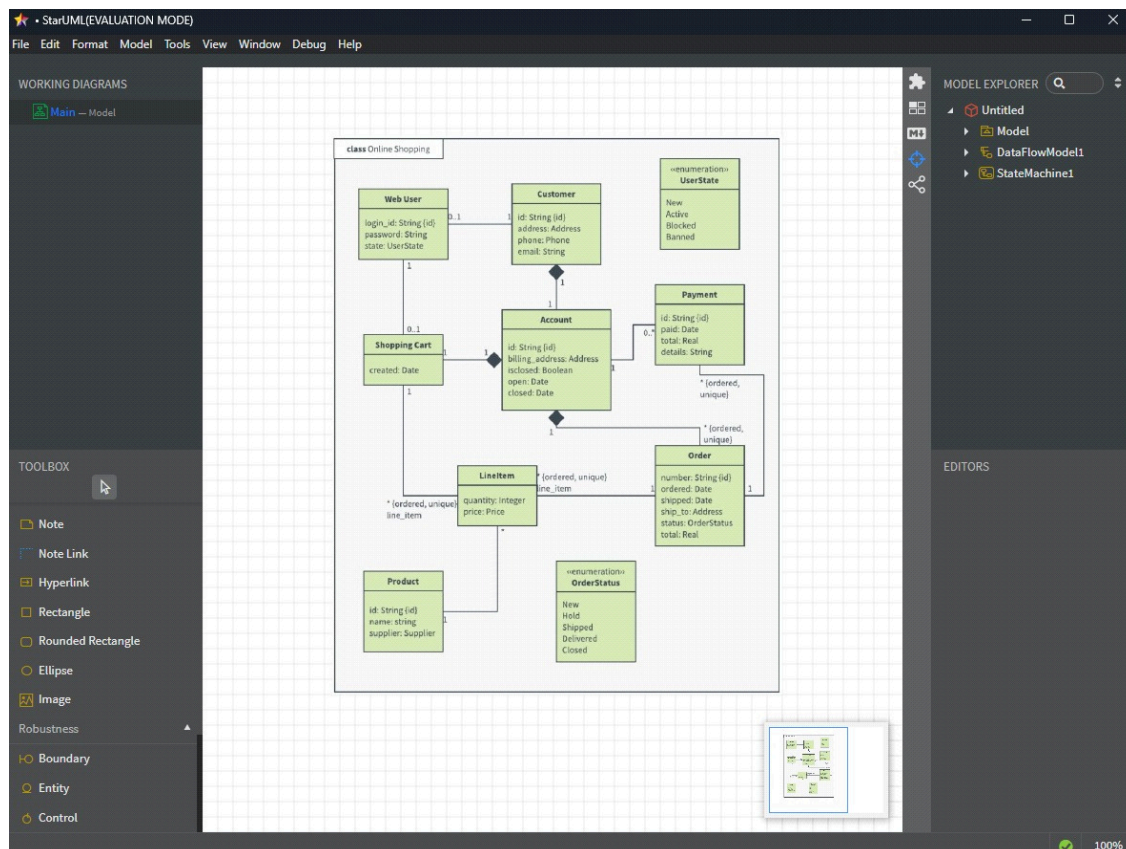 • StarUML(EVALUATION MODE)
File Edit Format Model Tools View Window Debug Help
WORKING DIAGRAMS
Main — Model
TOOLBOX
Note
Note Link
Hyperlink
Rectangle
Rounded Rectangle
Ellipse
Image
Robustness
Boundary
Entity
Control
class Online Shopping
Web User
login_id: String {id}
password: String
state: UserState
0..1
1
Customer
id: String {id}
address: Address
phone: Phone
email: String
«enumeration»
UserState
New
Active
Blocked
Banned
1
1
1
0..1
Shopping Cart
created: Date
1
1
1
Account
id: String {id}
billing_address: Address
isclosed: Boolean
open: Date
closed: Date
1
0..*
Payment
id: String {id}
paid: Date
total: Real
details: String
* {ordered,
unique}
1
* {ordered,
unique}
LineItem
quantity: Integer
price: Price
* {ordered, unique}
line_item
* {ordered, unique}
line_item
*
1
Order
number: String {id}
ordered: Date
shipped: Date
ship_to: Address
status: OrderStatus
total: Real
1
Product
id: String {id}
name: string
supplier: Supplier
1
«enumeration»
OrderStatus
New
Hold
Shipped
Delivered
Closed
M
MODEL EXPLORER
Untitled
Model
DataFlowModel1
StateMachine1
EDITORS
100%